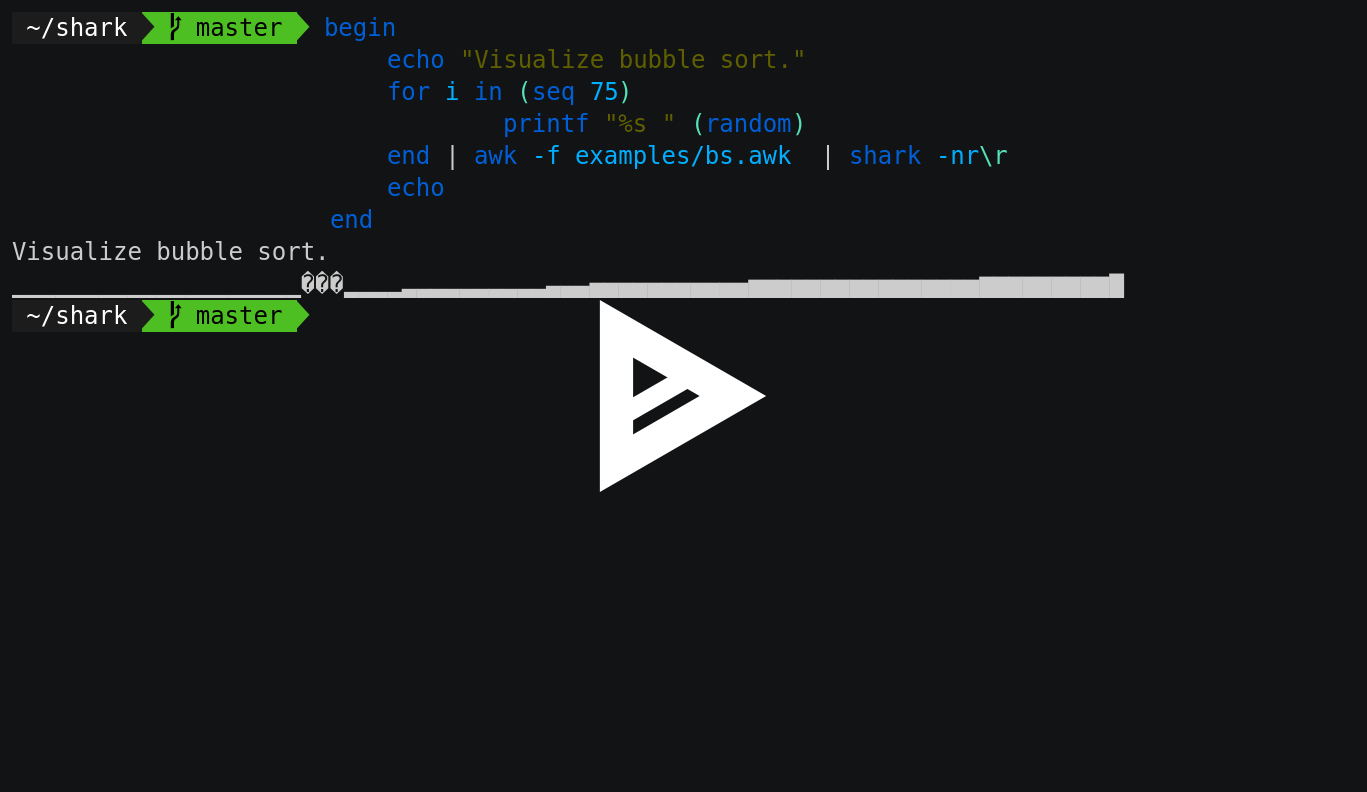 ~/shark master begin
echo "Visualize bubble sort."
for i in (seq 75)
printf "%s " (random)
end | awk -f examples/bs.awk  | shark -nr\r
echo
end
Visualize bubble sort.
���
~/shark master